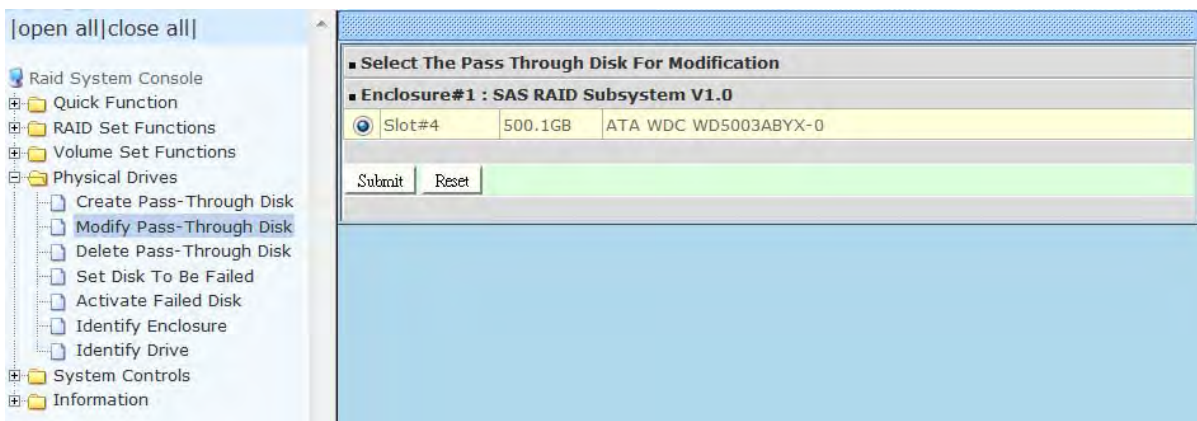 |open all|close all|
Raid System Console
Quick Function
RAID Set Functions
Volume Set Functions
Physical Drives
Create Pass-Through Disk
Modify Pass-Through Disk
Delete Pass-Through Disk
Set Disk To Be Failed
Activate Failed Disk
Identify Enclosure
Identify Drive
System Controls
Information
Select The Pass Through Disk For Modification
Enclosure#1 : SAS RAID Subsystem V1.0
Slot#4 500.1GB ATA WDC WD5003ABYX-0
Submit Reset